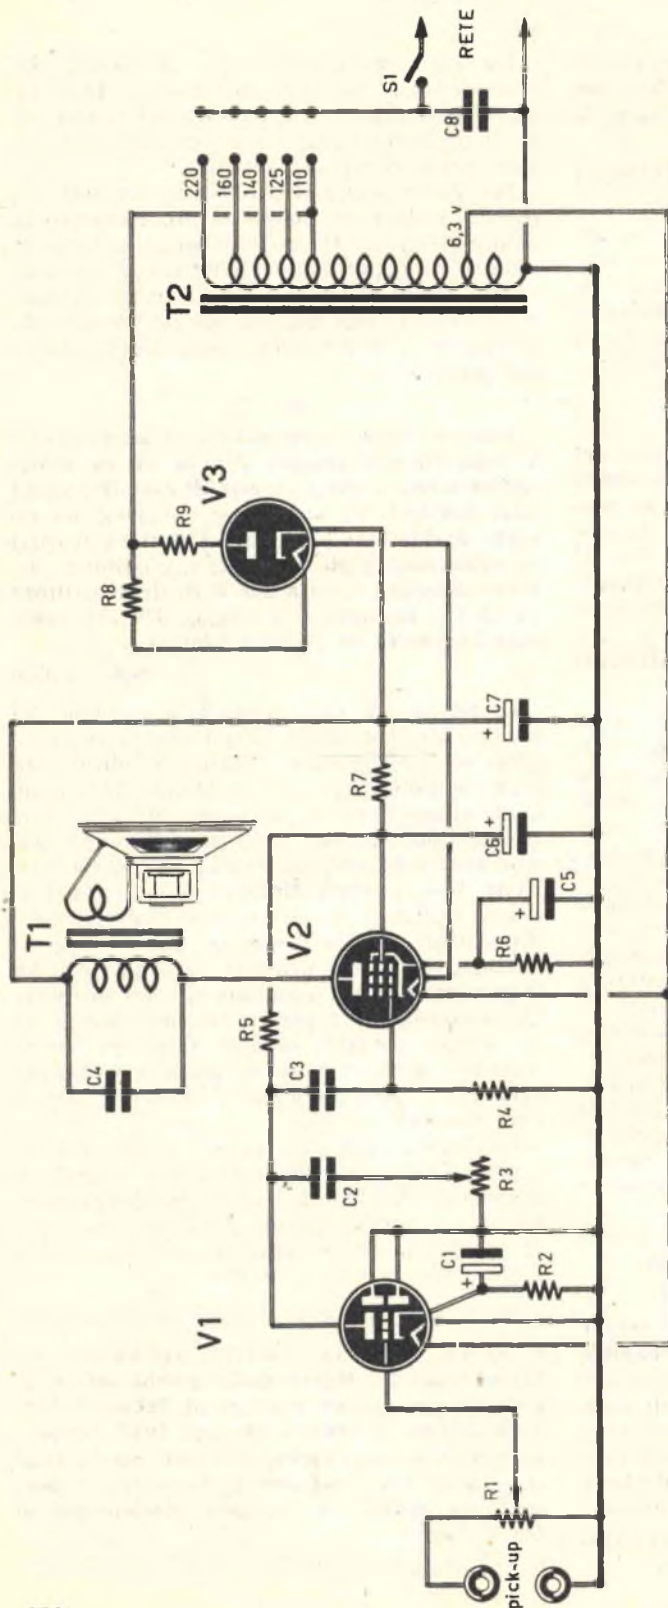 T1
T2
C4
V3
R8
R9
220
160
140
125
110
6,3 v
S1
RETE
C8
V1
V2
R5
R7
C2
C3
R3
R4
C1
R2
R1
pick-up
R6
C5
C6
C7
+
+
+
+